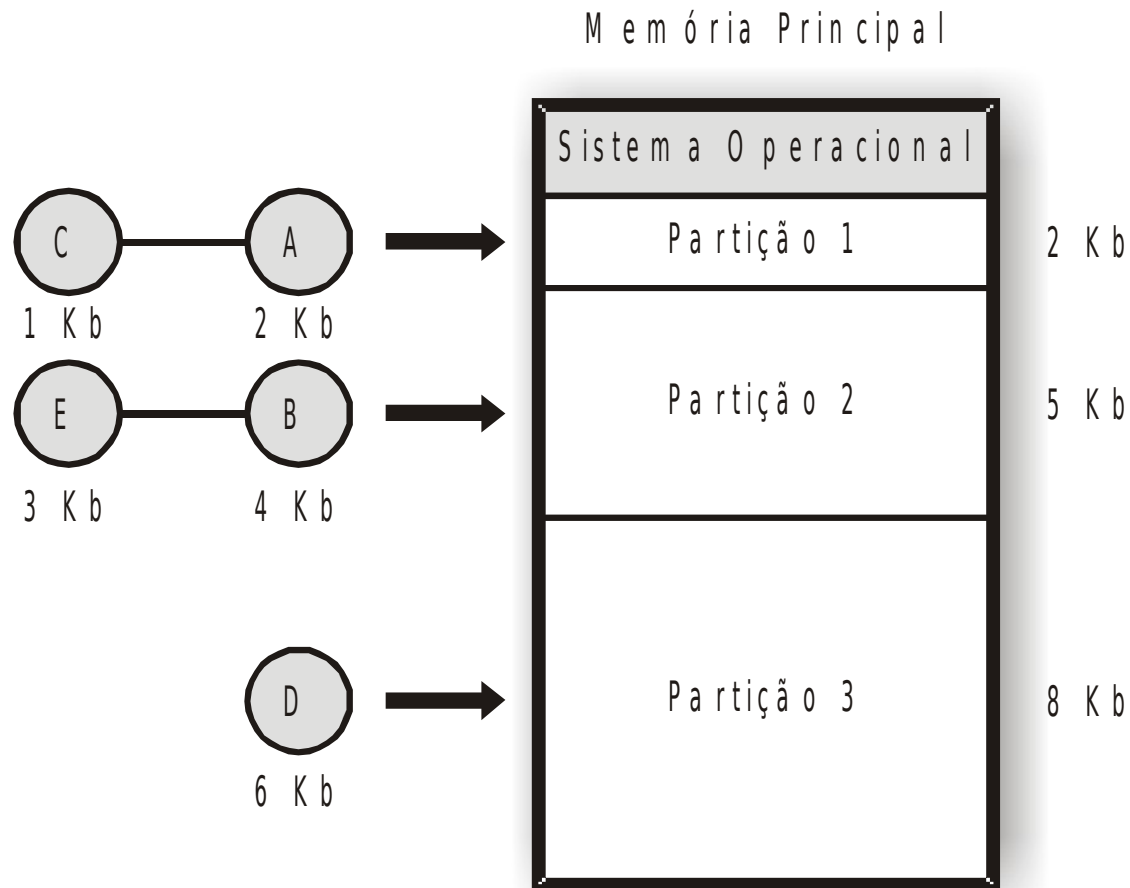 Memória Principal
Sistema Operacional
C
A
Partição 1
2 Kb
1 Kb
2 Kb
E
B
Partição 2
5 Kb
3 Kb
4 Kb
D
Partição 3
8 Kb
6 Kb